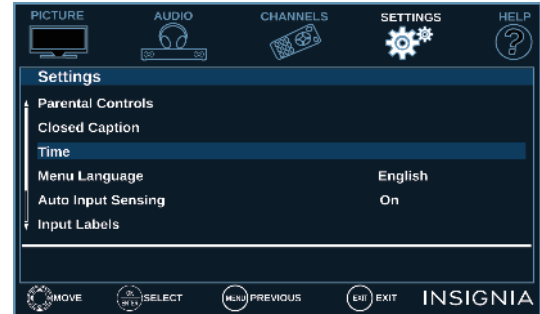 PICTURE AUDIO CHANNELS SETTINGS HELP
Settings
Parental Controls
Closed Caption
Time
Menu Language English
Auto Input Sensing On
Input Labels
MOVE OK ENTER SELECT MENU PREVIOUS EXIT EXIT INSIGNIA